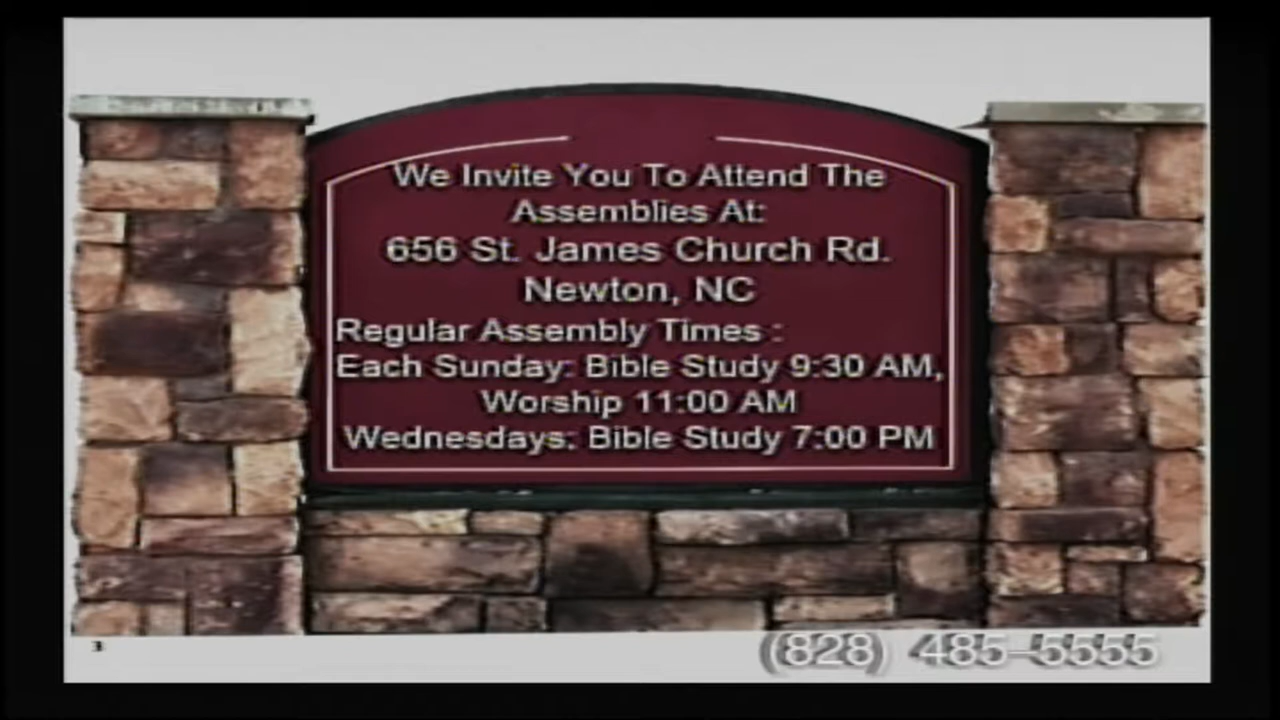 We Invite You To Attend The
Assemblies At:
656 St. James Church Rd.
Newton, NC
Regular Assembly Times :
Each Sunday: Bible Study 9:30 AM,
Worship 11:00 AM
Wednesdays: Bible Study 7:00 PM
3
(828) 485-5555